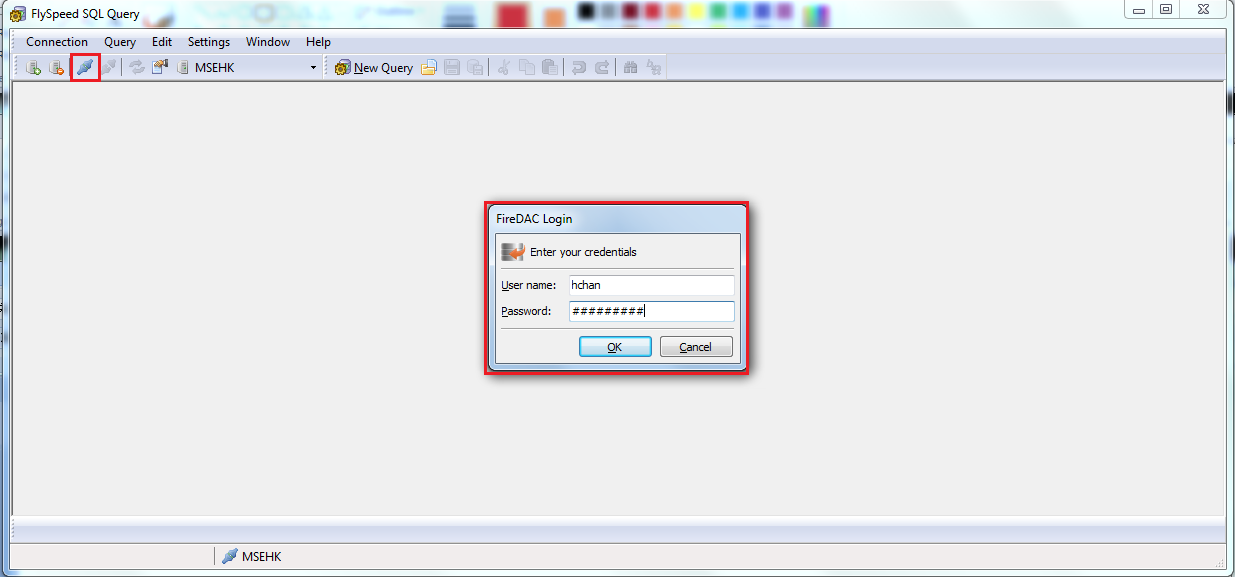 FlySpeed SQL Query
Connection Query Edit Settings Window Help
MSEHK New Query
FireDAC Login
Enter your credentials
User name: hchan
Password: #########
OK Cancel
MSEHK